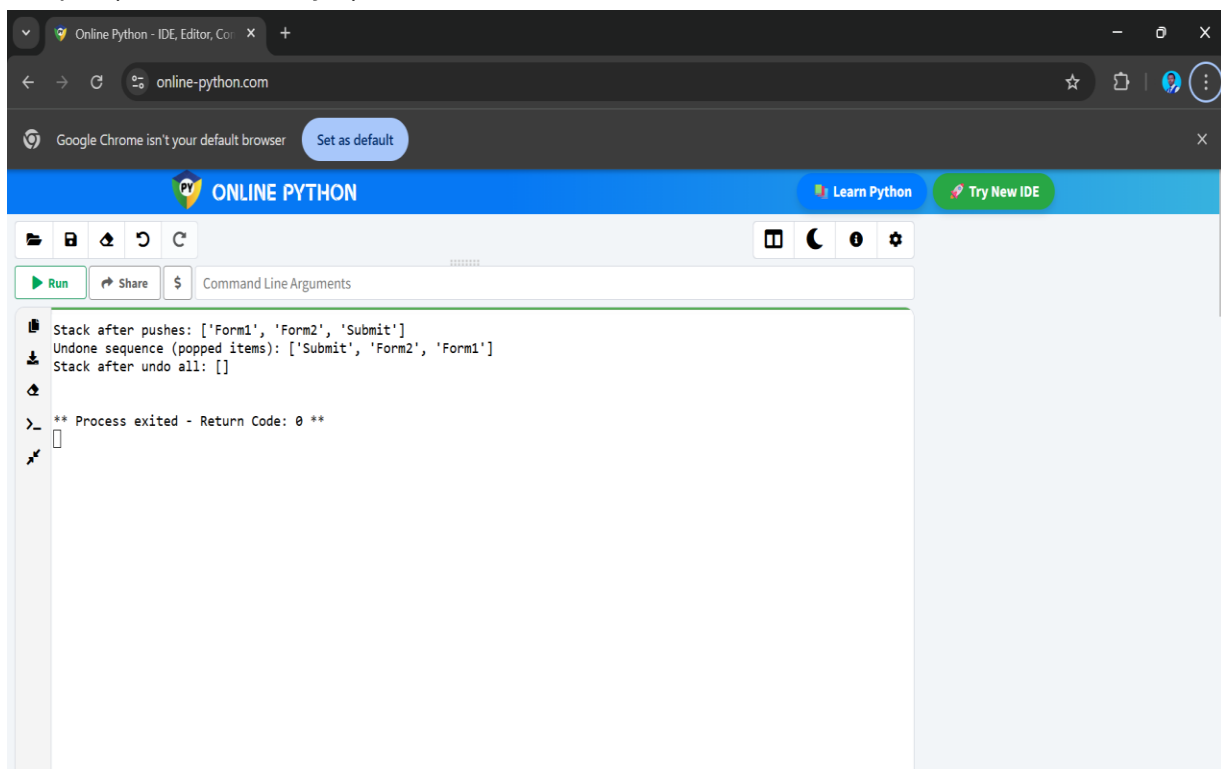 Online Python - IDE, Editor, Con
online-python.com
Google Chrome isn't your default browser
Set as default
PY
ONLINE PYTHON
Learn Python
Try New IDE
Run
Share
$
Command Line Arguments
Stack after pushes: ['Form1', 'Form2', 'Submit']
Undone sequence (popped items): ['Submit', 'Form2', 'Form1']
Stack after undo all: []
** Process exited - Return Code: 0 **